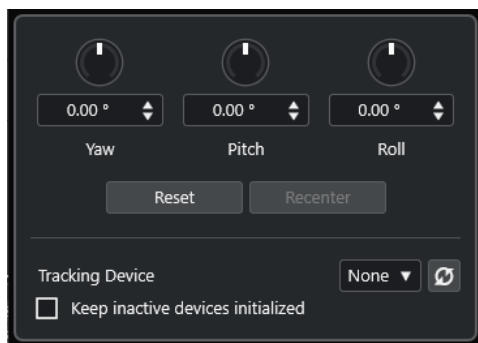 0.00 ° 0.00 ° 0.00 °
Yaw Pitch Roll
Reset Recenter
Tracking Device None
Keep inactive devices initialized